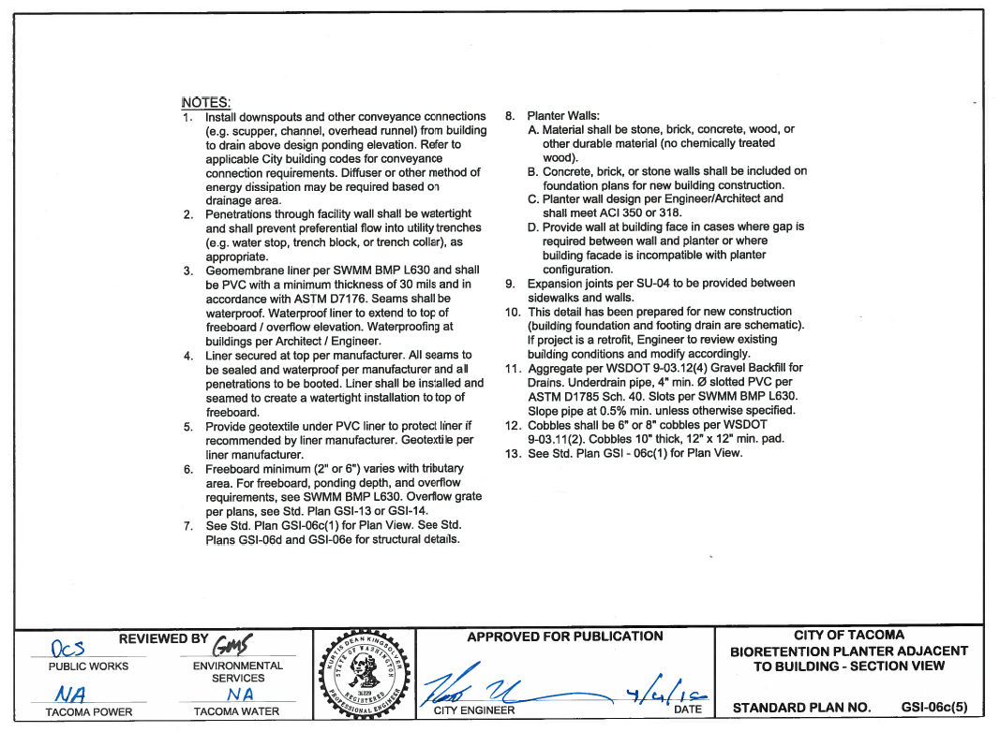 NOTES:
1. Install downspouts and other conveyance connections
(e.g. scupper, channel, overhead runnel) from building
to drain above design ponding elevation. Refer to
applicable City building codes for conveyance
connection requirements. Diffuser or other method of
energy dissipation may be required based on
drainage area.
2. Penetrations through facility wall shall be watertight
and shall prevent preferential flow into utility trenches
(e.g. water stop, trench block, or trench collar), as
appropriate.
3. Geomembrane liner per SWMM BMP L630 and shall
be PVC with a minimum thickness of 30 mils and in
accordance with ASTM D7176. Seams shall be
waterproof. Waterproof liner to extend to top of
freeboard / overflow elevation. Waterproofing at
buildings per Architect / Engineer.
4. Liner secured at top per manufacturer. All seams to
be sealed and waterproof per manufacturer and all
penetrations to be booted. Liner shall be installed and
seamed to create a watertight installation to top of
freeboard.
5. Provide geotextile under PVC liner to protect liner if
recommended by liner manufacturer. Geotextile per
liner manufacturer.
6. Freeboard minimum (2" or 6") varies with tributary
area. For freeboard, ponding depth, and overflow
requirements, see SWMM BMP L630. Overflow grate
per plans, see Std. Plan GSI-13 or GSI-14.
7. See Std. Plan GSI-06c(1) for Plan View. See Std.
Plans GSI-06d and GSI-06e for structural details.
8. Planter Walls:
A. Material shall be stone, brick, concrete, wood, or
other durable material (no chemically treated
wood).
B. Concrete, brick, or stone walls shall be included on
foundation plans for new building construction.
C. Planter wall design per Engineer/Architect and
shall meet ACI 350 or 318.
D. Provide wall at building face in cases where gap is
required between wall and planter or where
building facade is incompatible with planter
configuration.
9. Expansion joints per SU-04 to be provided between
sidewalks and walls.
10. This detail has been prepared for new construction
(building foundation and footing drain are schematic).
If project is a retrofit, Engineer to review existing
building conditions and modify accordingly.
11. Aggregate per WSDOT 9-03.12(4) Gravel Backfill for
Drains. Underdrain pipe, 4" min. Ø slotted PVC per
ASTM D1785 Sch. 40. Slots per SWMM BMP L630.
Slope pipe at 0.5% min. unless otherwise specified.
12. Cobbles shall be 6" or 8" cobbles per WSDOT
9-03.11(2). Cobbles 10" thick, 12" x 12" min. pad.
13. See Std. Plan GSI - 06c(1) for Plan View.
REVIEWED BY
DCS
GMS
PUBLIC WORKS
ENVIRONMENTAL
SERVICES
NA
NA
TACOMA POWER
TACOMA WATER
KURTIS DEAN KINGSOLVER
STATE OF WASHINGTON
REGISTERED
PROFESSIONAL ENGINEER
APPROVED FOR PUBLICATION
CITY ENGINEER
DATE
CITY OF TACOMA
BIORETENTION PLANTER ADJACENT
TO BUILDING - SECTION VIEW
STANDARD PLAN NO. GSI-06c(5)